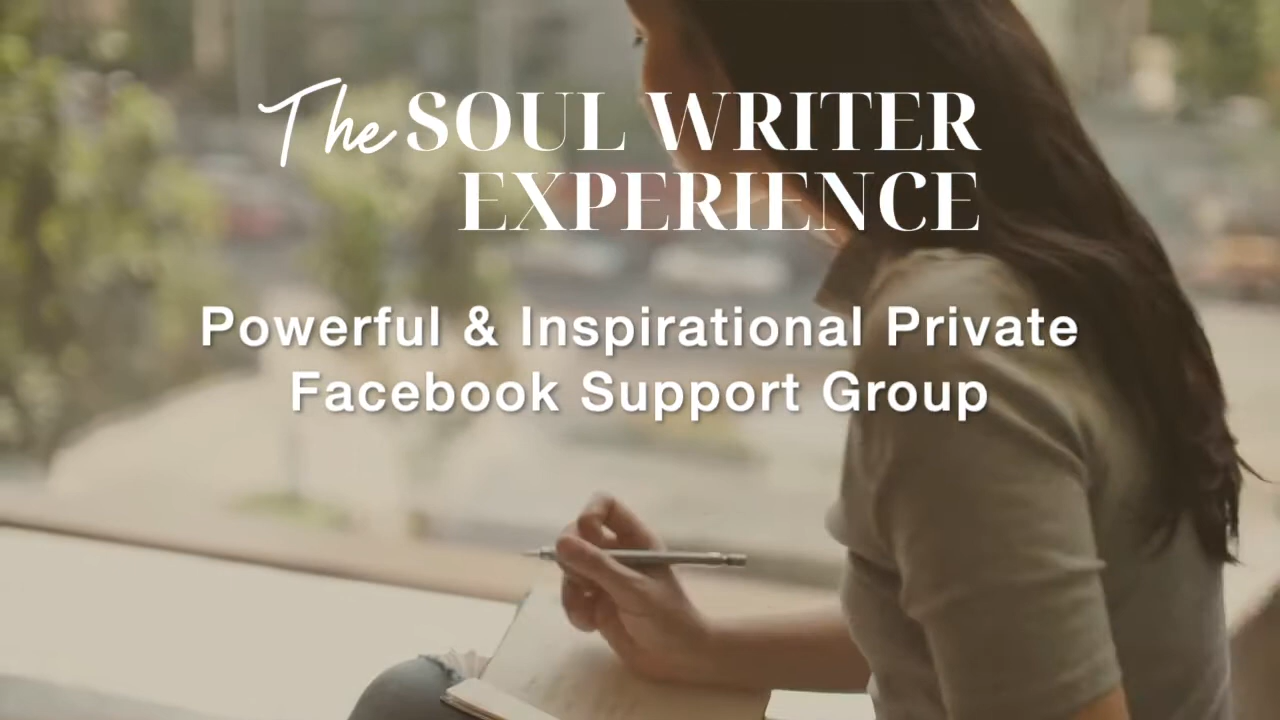 The SOUL WRITER
EXPERIENCE
Powerful & Inspirational Private
Facebook Support Group